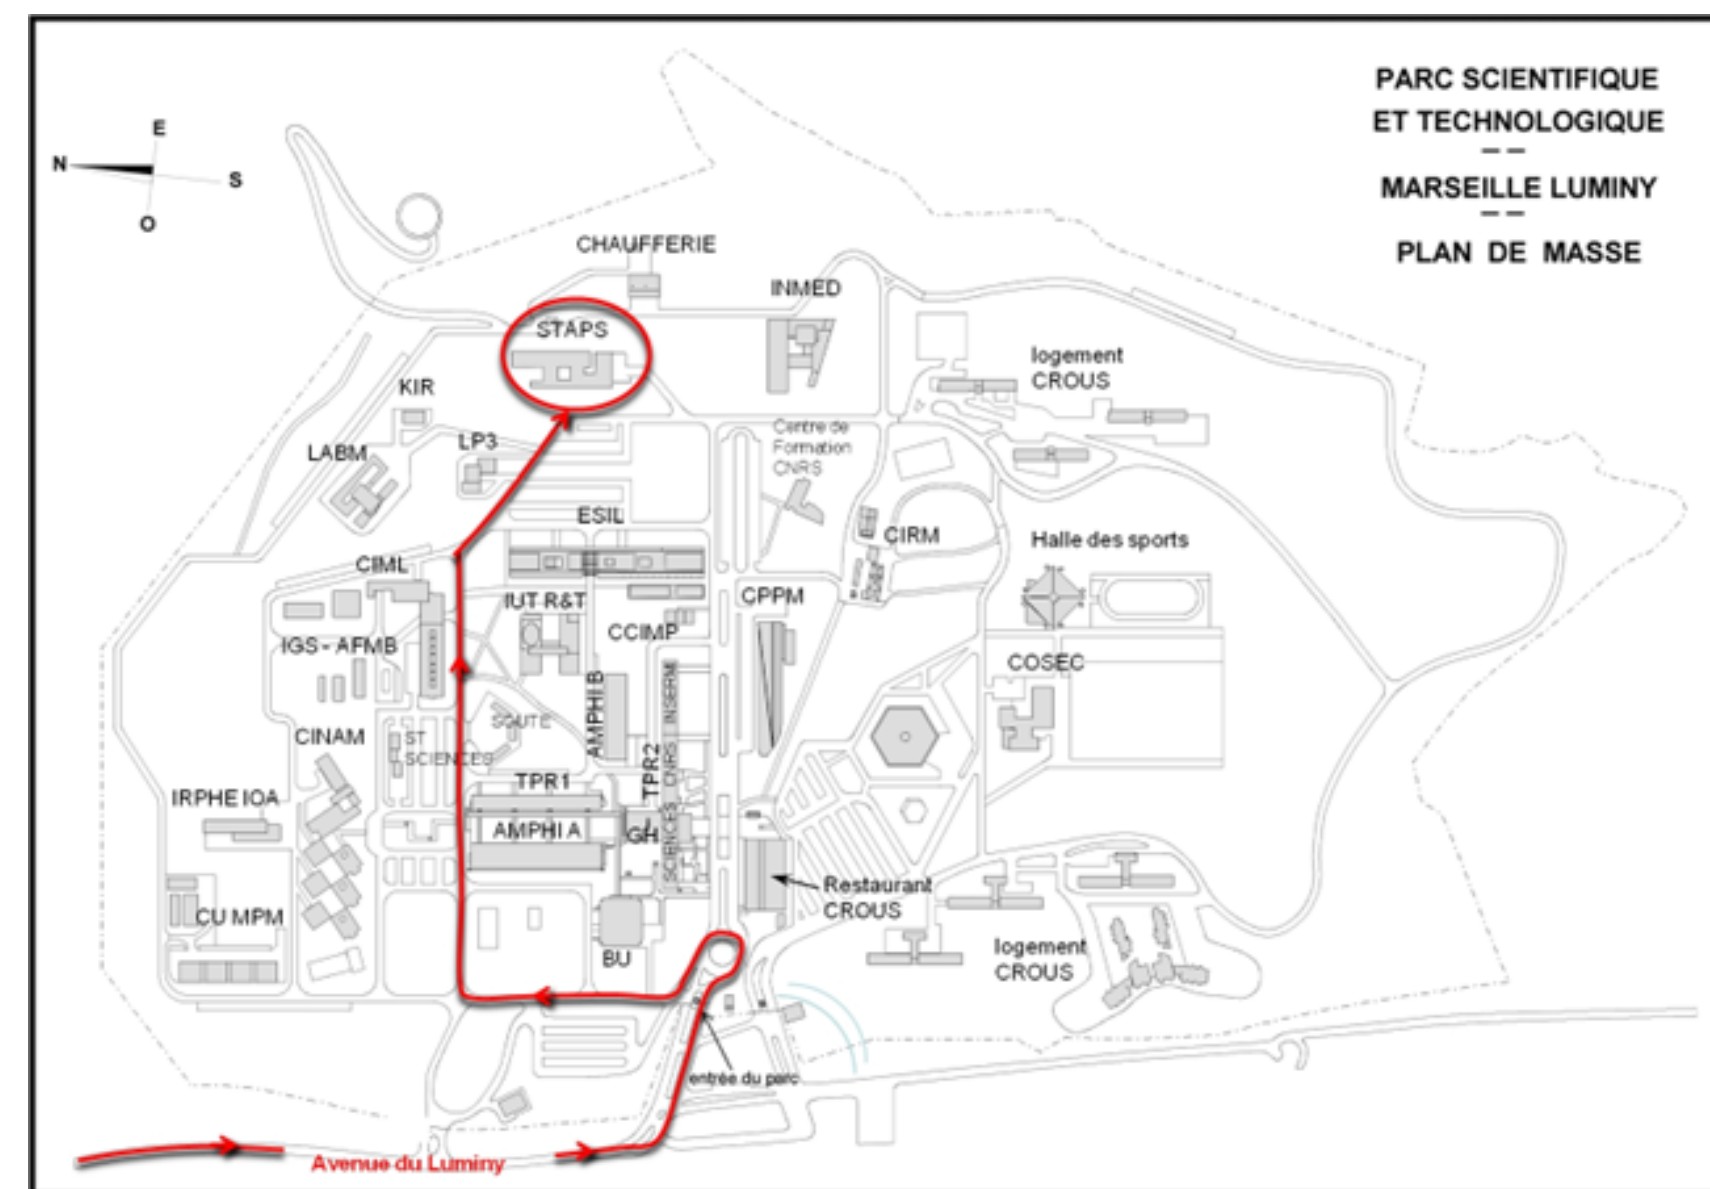 PARC SCIENTIFIQUE
ET TECHNOLOGIQUE
MARSEILLE LUMINY
PLAN DE MASSE
E
N
S
O
CHAUFFERIE
INMED
STAPS
logement
CROUS
KIR
Centre de
Formation
CNRS
LP3
LABM
ESIL
CIRM
Halle des sports
CIML
IUT R&T
CPPM
CCIMP
IGS - AFMB
COSEC
AMPHI B
INSERM
SOUTE
CINAM
ST
SCIENCES
TPR2
CNRS
TPR1
IRPHE IOA
AMPHI A
GH
SCIENCES
Restaurant
CROUS
CU MPM
BU
logement
CROUS
entrée du parc
Avenue du Luminy